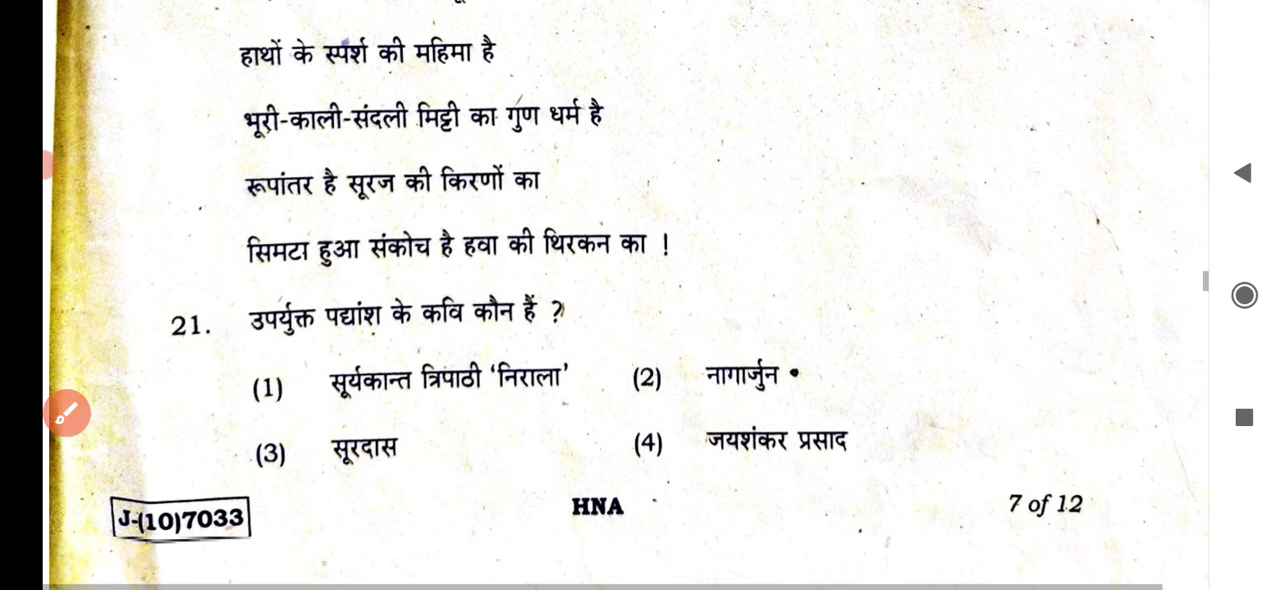 हाथों के स्पर्श की महिमा है
भूरी-काली-संदली मिट्टी का गुण धर्म है
रूपांतर है सूरज की किरणों का
सिमटा हुआ संकोच है हवा की थिरकन का !
21. उपर्युक्त पद्यांश के कवि कौन हैं ?
(1) सूर्यकान्त त्रिपाठी ‘निराला’ (2) नागार्जुन •
(3) सूरदास (4) जयशंकर प्रसाद
J-(10)7033 HNA 7 of 12